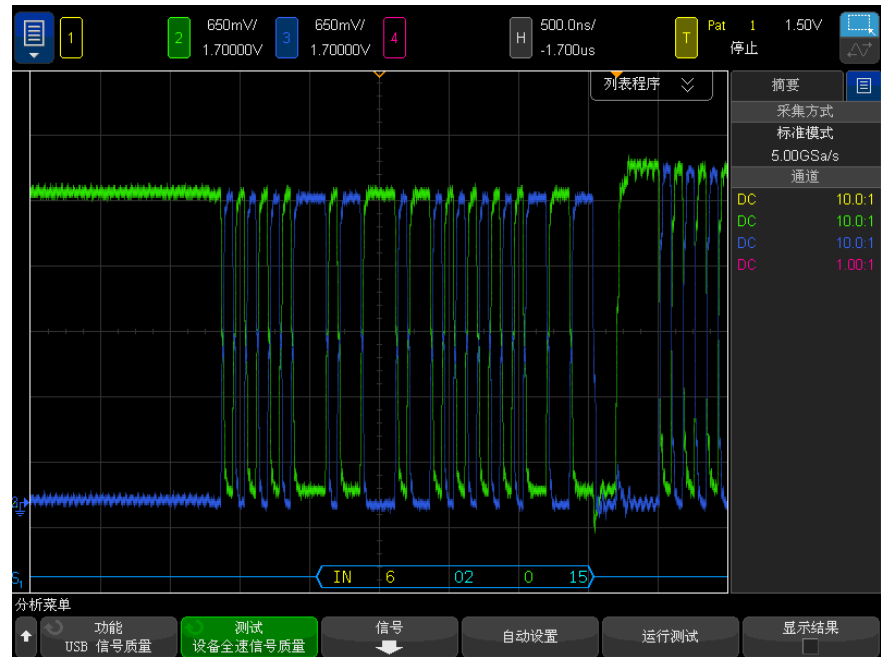 1
2 650mV/ 1.70000V
3 650mV/ 1.70000V
4
H 500.0ns/ -1.700us
T Pat 1 1.50V
停止
列表程序
摘要
采集方式
标准模式
5.00GSa/s
通道
DC 10.0:1
DC 10.0:1
DC 10.0:1
DC 1.00:1
2
S1
IN 6 02 0 15
分析菜单
功能
USB 信号质量
测试
设备全速信号质量
信号
自动设置
运行测试
显示结果